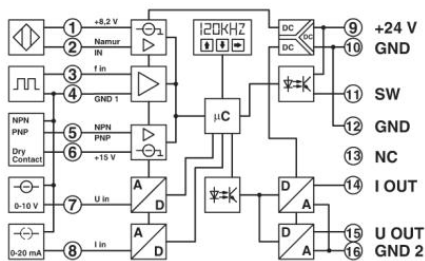 1 +8,2 V
2 Namur
IN
3 f in
4 GND 1
NPN
PNP
Dry
Contact
5 NPN
PNP
6 +15 V
0-10 V
7 U in
0-20 mA
8 I in
120KHZ
µC
A
D
A
D
DC
DC
DC
D
A
D
A
9 +24 V
10 GND
11 SW
12 GND
13 NC
14 I OUT
15 U OUT
16 GND 2